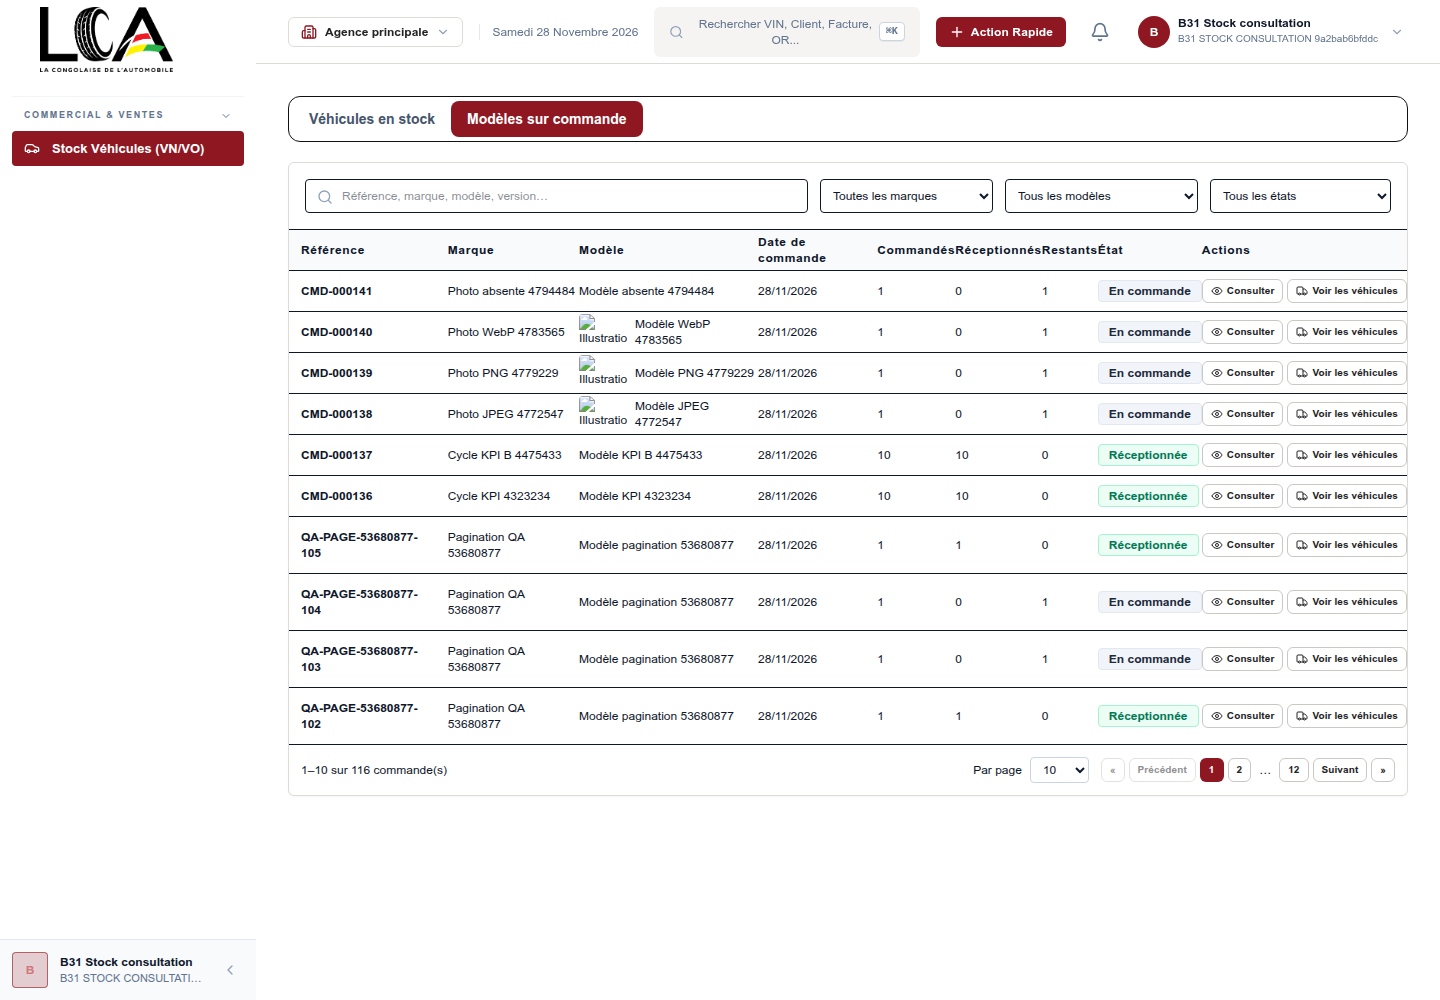 LCA
LA CONGOLAISE DE L'AUTOMOBILE
COMMERCIAL & VENTES
Stock Véhicules (VN/VO)
Agence principale
Samedi 28 Novembre 2026
Rechercher VIN, Client, Facture, OR...
⌘K
Action Rapide
B
B31 Stock consultation
B31 STOCK CONSULTATION 9a2bab6bfddc
Véhicules en stock
Modèles sur commande
Référence, marque, modèle, version…
Toutes les marques
Tous les modèles
Tous les états
Référence Marque Modèle Date de commande Commandés Réceptionnés Restants État Actions
CMD-000141 Photo absente 4794484 Modèle absente 4794484 28/11/2026 1 0 1 En commande Consulter Voir les véhicules
CMD-000140 Photo WebP 4783565 Illustratio Modèle WebP 4783565 28/11/2026 1 0 1 En commande Consulter Voir les véhicules
CMD-000139 Photo PNG 4779229 Illustratio Modèle PNG 4779229 28/11/2026 1 0 1 En commande Consulter Voir les véhicules
CMD-000138 Photo JPEG 4772547 Illustratio Modèle JPEG 4772547 28/11/2026 1 0 1 En commande Consulter Voir les véhicules
CMD-000137 Cycle KPI B 4475433 Modèle KPI B 4475433 28/11/2026 10 10 0 Réceptionnée Consulter Voir les véhicules
CMD-000136 Cycle KPI 4323234 Modèle KPI 4323234 28/11/2026 10 10 0 Réceptionnée Consulter Voir les véhicules
QA-PAGE-53680877-105 Pagination QA 53680877 Modèle pagination 53680877 28/11/2026 1 1 0 Réceptionnée Consulter Voir les véhicules
QA-PAGE-53680877-104 Pagination QA 53680877 Modèle pagination 53680877 28/11/2026 1 0 1 En commande Consulter Voir les véhicules
QA-PAGE-53680877-103 Pagination QA 53680877 Modèle pagination 53680877 28/11/2026 1 0 1 En commande Consulter Voir les véhicules
QA-PAGE-53680877-102 Pagination QA 53680877 Modèle pagination 53680877 28/11/2026 1 1 0 Réceptionnée Consulter Voir les véhicules
1–10 sur 116 commande(s)
Par page 10 « Précédent 1 2 … 12 Suivant »
B
B31 Stock consultation
B31 STOCK CONSULTATI…